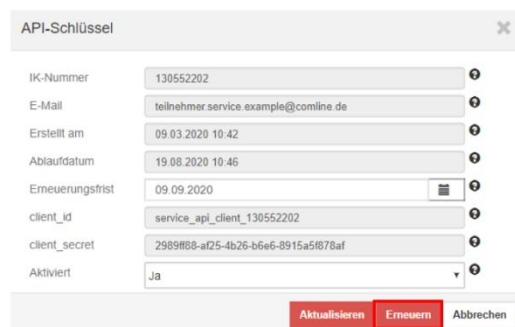 API-Schlüssel
IK-Nummer 130552202
E-Mail teilnehmer.service.example@comline.de
Erstellt am 09.03.2020 10:42
Ablaufdatum 19.08.2020 10:46
Erneuerungsfrist 09.09.2020
client_id service_api_client_130552202
client_secret 2989ff88-af25-4b26-b6e6-8915a5f878af
Aktiviert Ja
Aktualisieren Erneuern Abbrechen